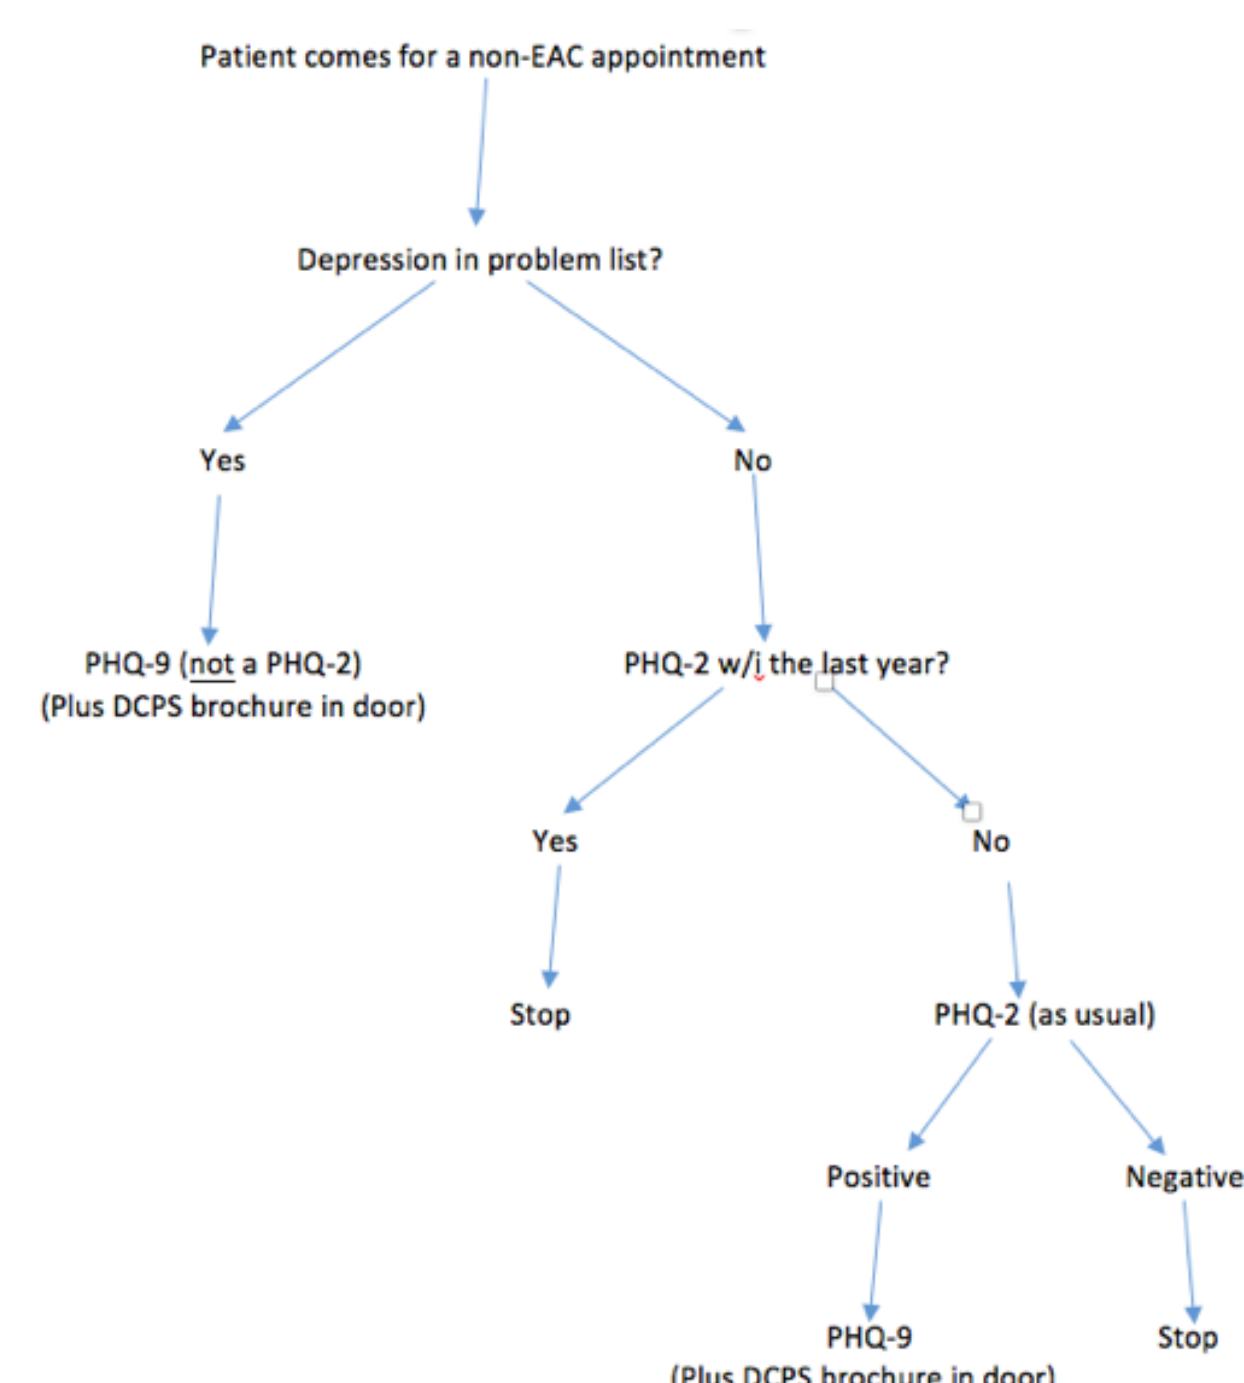 Patient comes for a non-EAC appointment
Depression in problem list?
Yes
No
PHQ-9 (not a PHQ-2)
(Plus DCPS brochure in door)
PHQ-2 w/i the last year?
Yes
No
Stop
PHQ-2 (as usual)
Positive
Negative
PHQ-9
(Plus DCPS brochure in door)
Stop